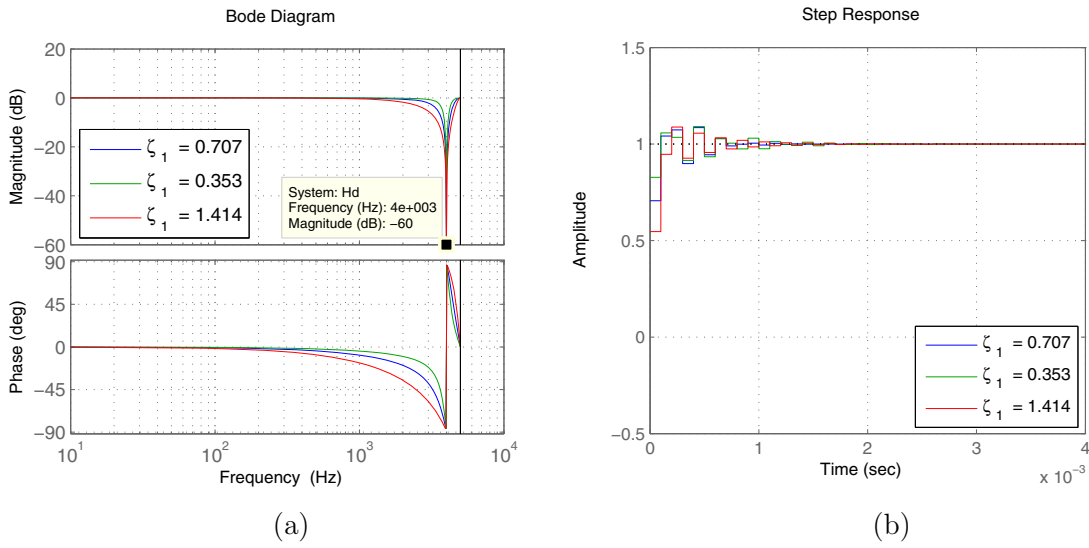 Bode Diagram
20
0
−20
−40
−60
Magnitude (dB)
ζ 1 = 0.707
ζ 1 = 0.353
ζ 1 = 1.414
System: Hd
Frequency (Hz): 4e+003
Magnitude (dB): −60
90
45
0
−45
−90
Phase (deg)
10^1
10^2
10^3
10^4
Frequency (Hz)
(a)
Step Response
1.5
1
0.5
0
−0.5
Amplitude
ζ 1 = 0.707
ζ 1 = 0.353
ζ 1 = 1.414
0 1 2 3 4
x 10^−3
Time (sec)
(b)